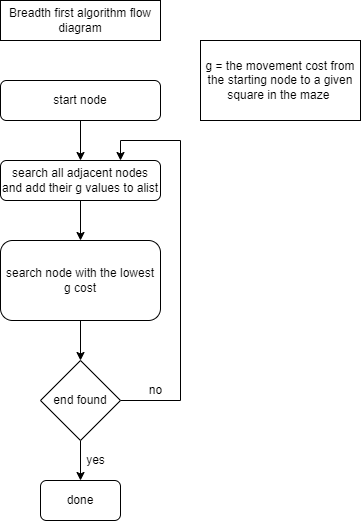 Breadth first algorithm flow
diagram
g = the movement cost from
the starting node to a given
square in the maze
start node
search all adjacent nodes
and add their g values to alist
search node with the lowest
g cost
end found
no
yes
done